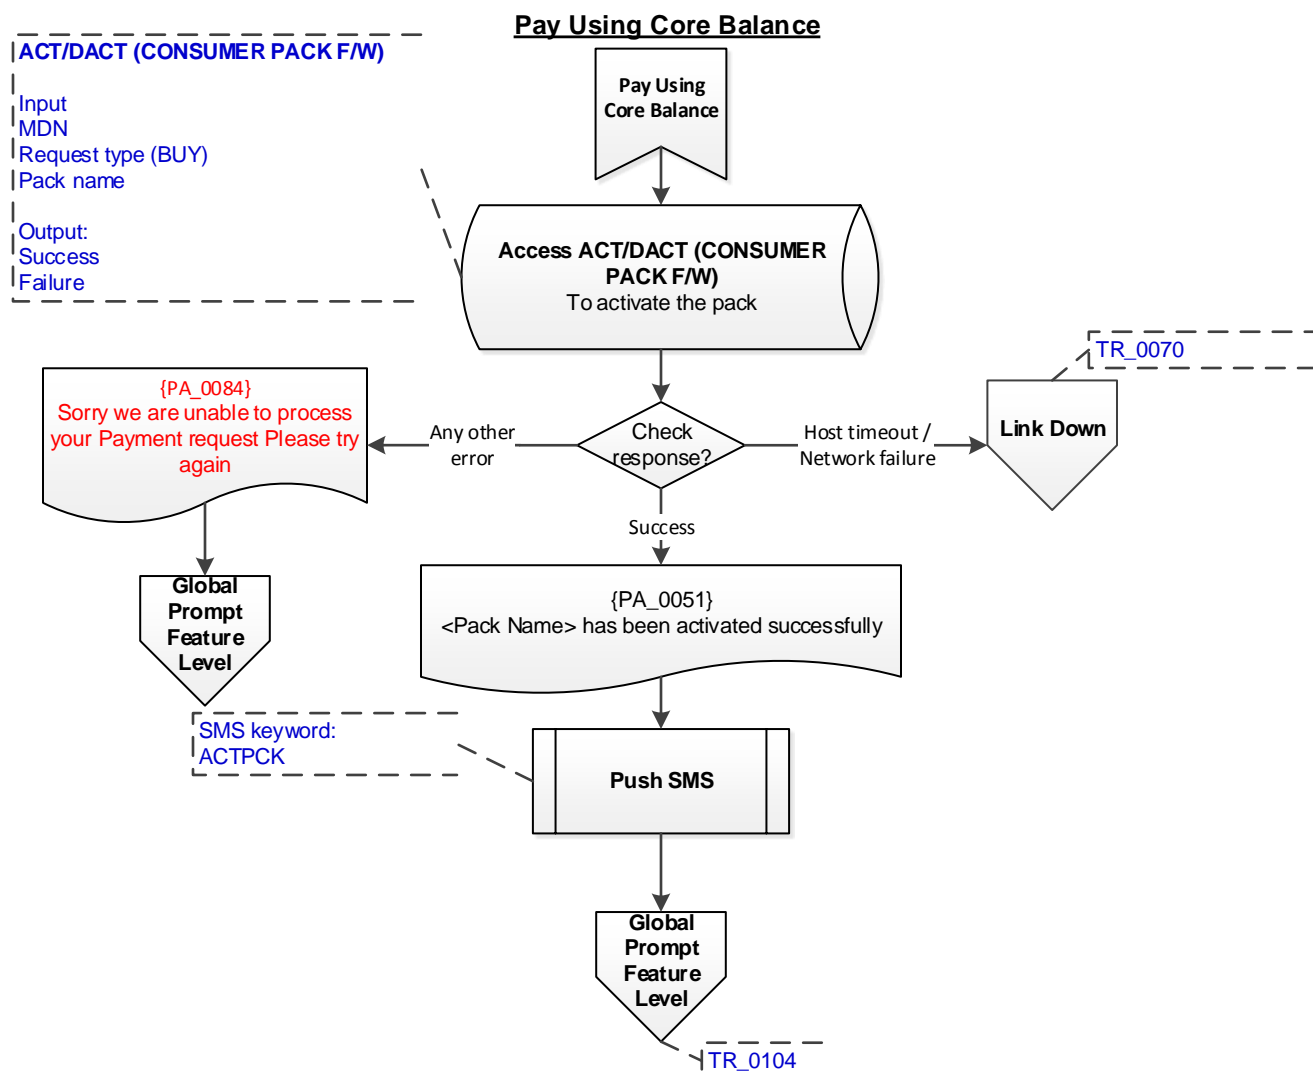 Pay Using Core Balance
ACT/DACT (CONSUMER PACK F/W)
Input
MDN
Request type (BUY)
Pack name
Output:
Success
Failure
Pay Using
Core Balance
Access ACT/DACT (CONSUMER
PACK F/W)
To activate the pack
TR_0070
{PA_0084}
Sorry we are unable to process
your Payment request Please try
again
Any other
error
Check
response?
Host timeout /
Network failure
Link Down
Success
Global
Prompt
Feature
Level
{PA_0051}
<Pack Name> has been activated successfully
SMS keyword:
ACTPCK
Push SMS
Global
Prompt
Feature
Level
TR_0104